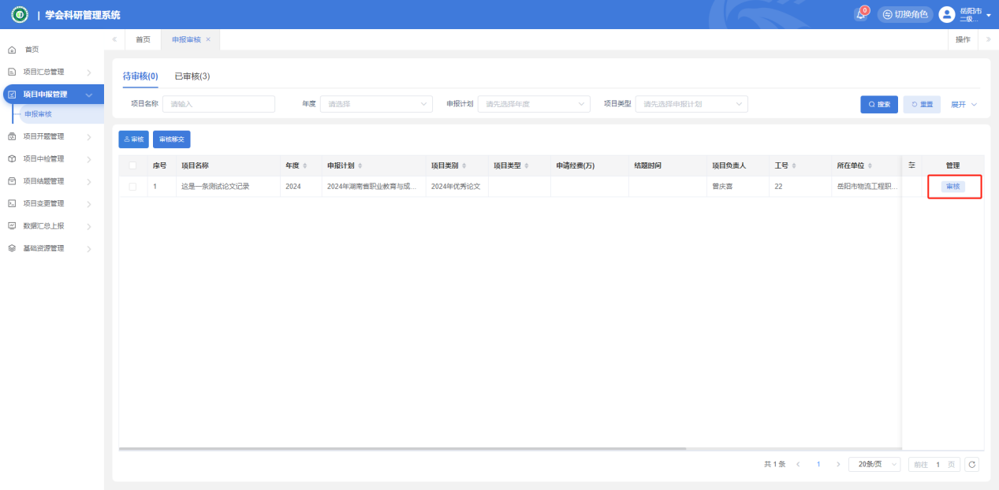 | 学会科研管理系统
0
切换角色
岳阳市
二级...
首页
项目汇总管理
项目申报管理
申报审核
项目开题管理
项目中检管理
项目结题管理
项目变更管理
数据汇总上报
基础资源管理
首页 申报审核 × 操作
待审核(0) 已审核(3)
项目名称 请输入 年度 请选择 申报计划 请先选择年度 项目类型 请先选择申报计划 搜索 重置 展开
审核 审核移交
序号 项目名称 年度 申报计划 项目类别 项目类型 申请经费(万) 结题时间 项目负责人 工号 所在单位 管理
1 这是一条测试论文记录 2024 2024年湖南省职业教育与成... 2024年优秀论文 曾庆喜 22 岳阳市物流工程职... 审核
共 1 条 1 20条/页 前往 1 页